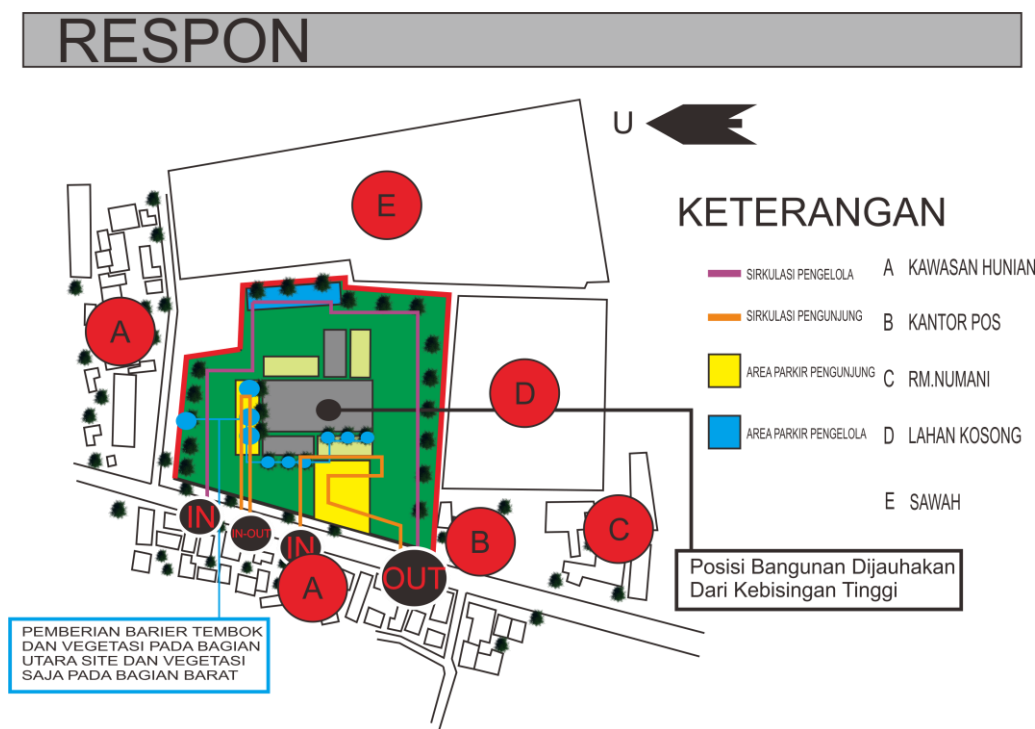 RESPON
U
E
KETERANGAN
SIRKULASI PENGELOLA
A KAWASAN HUNIAN
SIRKULASI PENGUNJUNG
B KANTOR POS
AREA PARKIR PENGUNJUNG
C RM.NUMANI
AREA PARKIR PENGELOLA
D LAHAN KOSONG
E SAWAH
A
D
IN
IN-OUT
IN
OUT
A
B
C
Posisi Bangunan Dijauhakan
Dari Kebisingan Tinggi
PEMBERIAN BARIER TEMBOK
DAN VEGETASI PADA BAGIAN
UTARA SITE DAN VEGETASI
SAJA PADA BAGIAN BARAT